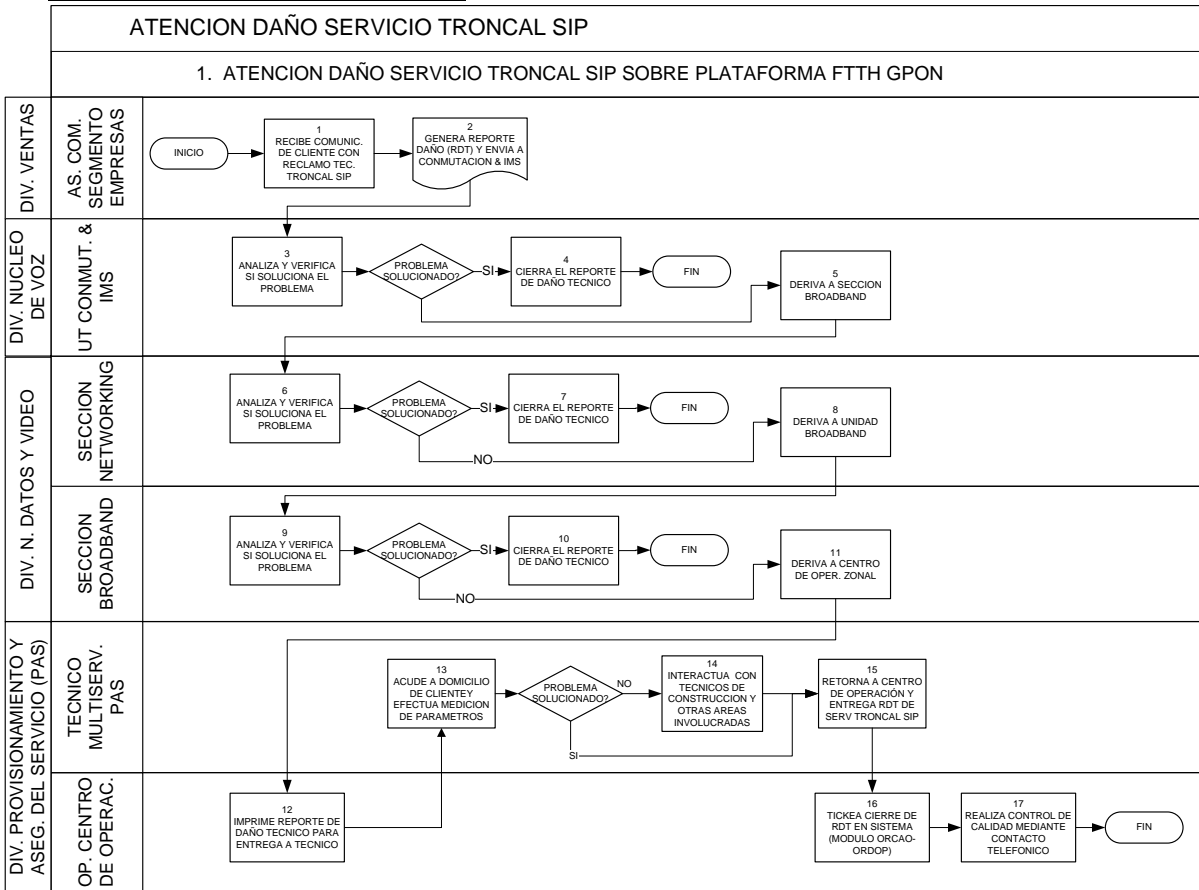 ATENCION DAÑO SERVICIO TRONCAL SIP
1. ATENCION DAÑO SERVICIO TRONCAL SIP SOBRE PLATAFORMA FTTH GPON
DIV. VENTAS
AS. COM.
SEGMENTO
EMPRESAS
INICIO
1
RECIBE COMUNIC.
DE CLIENTE CON
RECLAMO TEC.
TRONCAL SIP
2
GENERA REPORTE
DAÑO (RDT) Y ENVIA A
CONMUTACION & IMS
DIV. NUCLEO
DE VOZ
UT CONMUT. &
IMS
3
ANALIZA Y VERIFICA
SI SOLUCIONA EL
PROBLEMA
PROBLEMA
SOLUCIONADO?
SI
4
CIERRA EL REPORTE
DE DAÑO TECNICO
FIN
5
DERIVA A SECCION
BROADBAND
DIV. N. DATOS Y VIDEO
SECCION
NETWORKING
6
ANALIZA Y VERIFICA
SI SOLUCIONA EL
PROBLEMA
PROBLEMA
SOLUCIONADO?
SI
7
CIERRA EL REPORTE
DE DAÑO TECNICO
FIN
8
DERIVA A UNIDAD
BROADBAND
NO
SECCION
BROADBAND
9
ANALIZA Y VERIFICA
SI SOLUCIONA EL
PROBLEMA
PROBLEMA
SOLUCIONADO?
SI
10
CIERRA EL REPORTE
DE DAÑO TECNICO
FIN
11
DERIVA A CENTRO
DE OPER. ZONAL
NO
DIV. PROVISIONAMIENTO Y
ASEG. DEL SERVICIO (PAS)
TECNICO
MULTISERV.
PAS
13
ACUDE A DOMICILIO
DE CLIENTEY
EFECTUA MEDICION
DE PARAMETROS
PROBLEMA
SOLUCIONADO?
NO
14
INTERACTUA CON
TECNICOS DE
CONSTRUCCION Y
OTRAS AREAS
INVOLUCRADAS
SI
15
RETORNA A CENTRO
DE OPERACIÓN Y
ENTREGA RDT DE
SERV TRONCAL SIP
OP. CENTRO
DE OPERAC.
12
IMPRIME REPORTE DE
DAÑO TECNICO PARA
ENTREGA A TECNICO
16
TICKEA CIERRE DE
RDT EN SISTEMA
(MODULO ORCAO-
ORDOP)
17
REALIZA CONTROL DE
CALIDAD MEDIANTE
CONTACTO
TELEFONICO
FIN